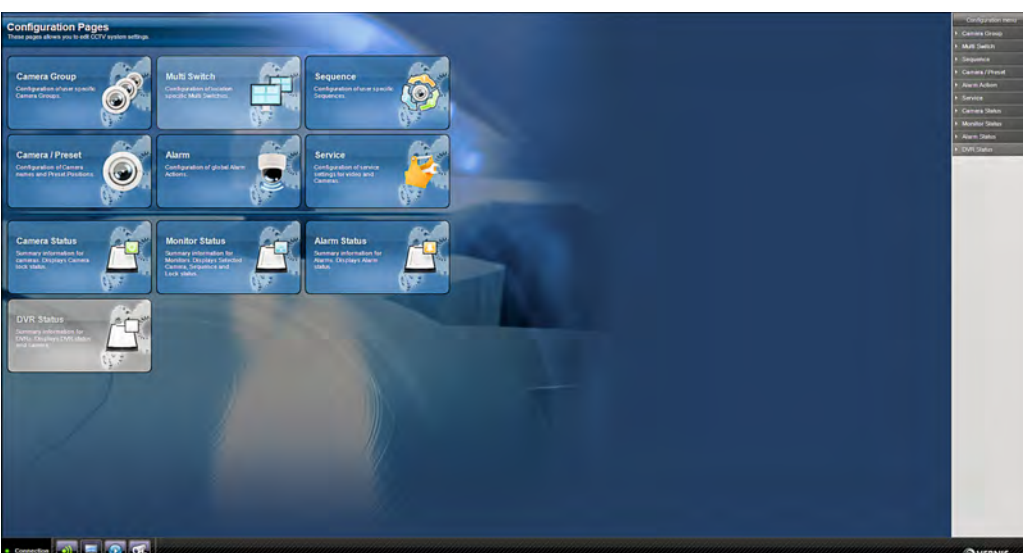 Configuration Pages
These pages allows you to edit CCTV system settings.
Camera Group
Configuration of user specific
Camera Groups.
Multi Switch
Configuration of location
specific Multi Switches.
Sequence
Configuration of user specific
Sequences.
Camera / Preset
Configuration of Camera
names and Preset Positions.
Alarm
Configuration of global Alarm
Actions.
Service
Configuration of service
settings for video and
Cameras.
Camera Status
Summary information for
cameras. Displays Camera
lock status.
Monitor Status
Summary information for
Monitors. Displays Selected
Camera, Sequence and
Lock status.
Alarm Status
Summary information for
Alarms. Displays Alarm
status.
DVR Status
Summary information for
DVRs. Displays DVR status
and camera.
Configuration menu
Camera Group
Multi Switch
Sequence
Camera / Preset
Alarm Action
Service
Camera Status
Monitor Status
Alarm Status
DVR Status
Connection
HERNIS